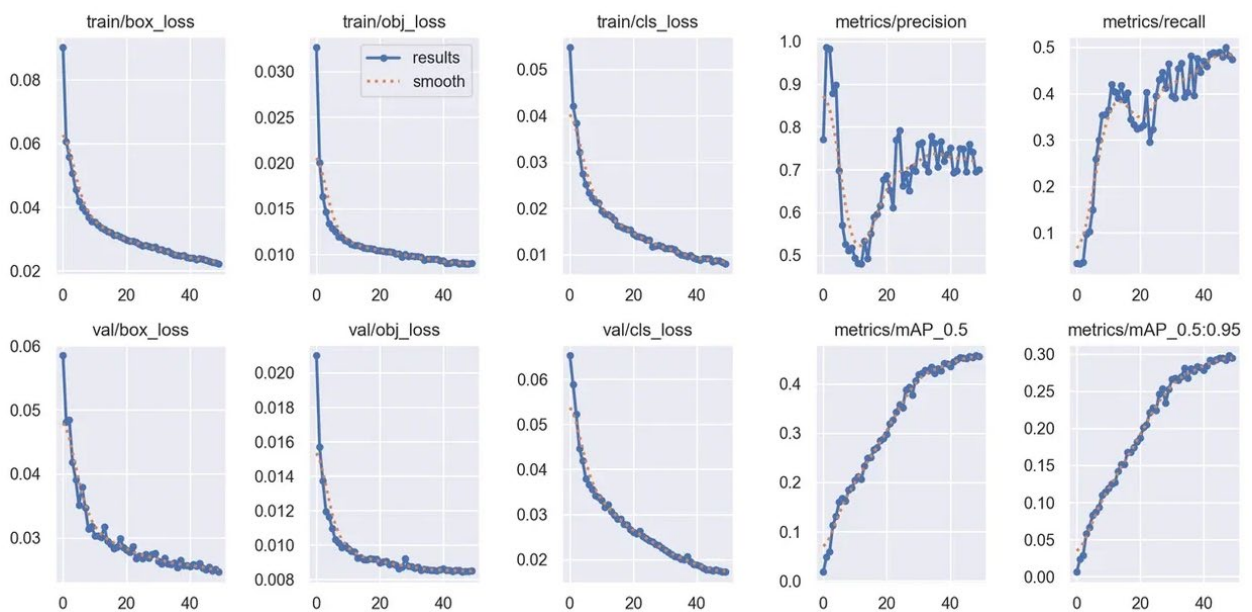 train/box_loss
train/obj_loss
train/cls_loss
metrics/precision
metrics/recall
0.08
0.06
0.04
0.02
0 20 40
0.030
0.025
0.020
0.015
0.010
results
smooth
0 20 40
0.05
0.04
0.03
0.02
0.01
0 20 40
1.0
0.9
0.8
0.7
0.6
0.5
0 20 40
0.5
0.4
0.3
0.2
0.1
0 20 40
val/box_loss
val/obj_loss
val/cls_loss
metrics/mAP_0.5
metrics/mAP_0.5:0.95
0.06
0.05
0.04
0.03
0 20 40
0.020
0.018
0.016
0.014
0.012
0.010
0.008
0 20 40
0.06
0.05
0.04
0.03
0.02
0 20 40
0.4
0.3
0.2
0.1
0.0
0 20 40
0.30
0.25
0.20
0.15
0.10
0.05
0.00
0 20 40